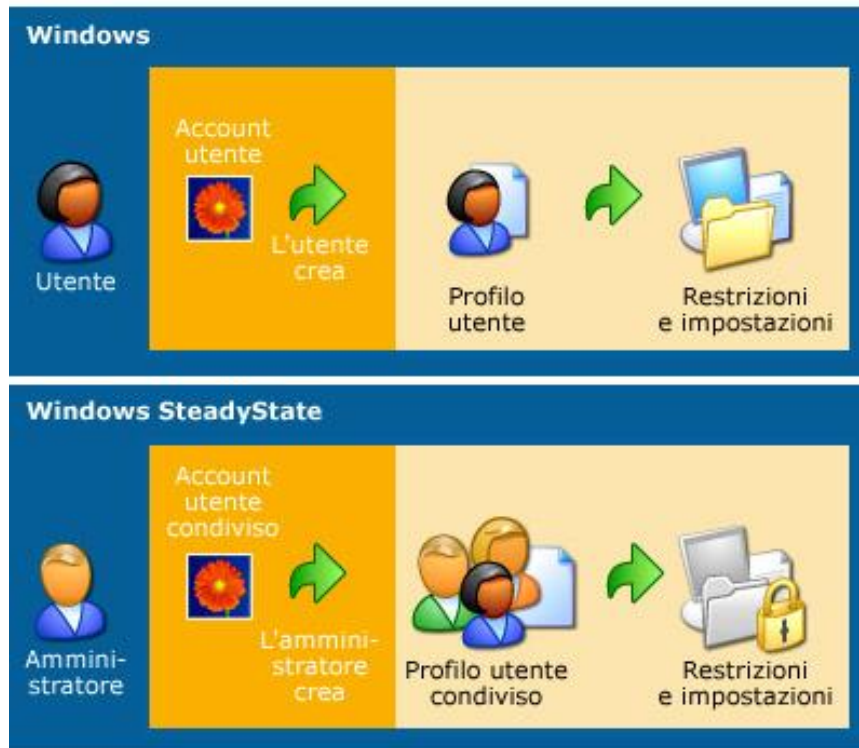 Windows
Account
utente
L'utente
crea
Utente
Profilo
utente
Restrizioni
e impostazioni
Windows SteadyState
Account
utente
condiviso
L'ammini-
stratore
crea
Ammini-
stratore
Profilo utente
condiviso
Restrizioni
e impostazioni